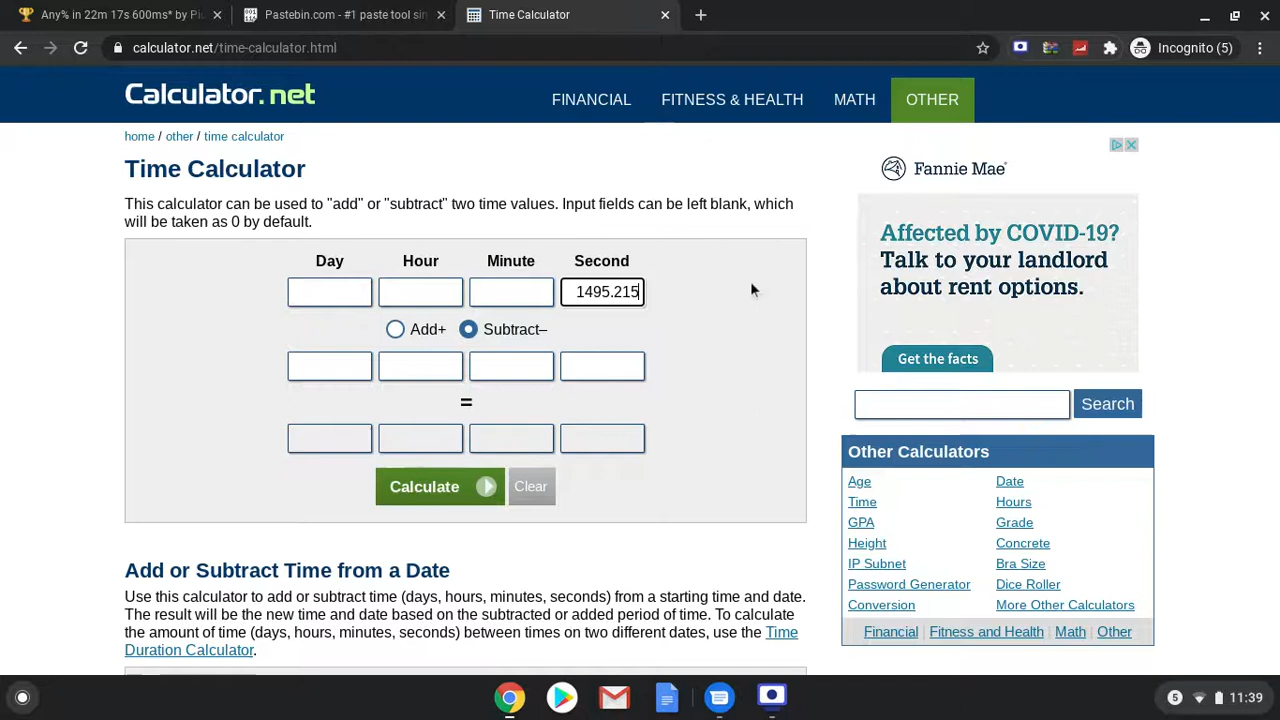 Any% in 22m 17s 600ms* by Pi
Pastebin.com - #1 paste tool sin
Time Calculator
calculator.net/time-calculator.html
Incognito (5)
Calculator.net
FINANCIAL
FITNESS & HEALTH
MATH
OTHER
home / other / time calculator
Time Calculator
This calculator can be used to "add" or "subtract" two time values. Input fields can be left blank, which
will be taken as 0 by default.
Day Hour Minute Second
1495.215
Add+ Subtract–
=
Calculate Clear
Add or Subtract Time from a Date
Use this calculator to add or subtract time (days, hours, minutes, seconds) from a starting time and date.
The result will be the new time and date based on the subtracted or added period of time. To calculate
the amount of time (days, hours, minutes, seconds) between times on two different dates, use the Time
Duration Calculator.
Fannie Mae®
Affected by COVID-19?
Talk to your landlord
about rent options.
Get the facts
Search
Other Calculators
Age Date
Time Hours
GPA Grade
Height Concrete
IP Subnet Bra Size
Password Generator Dice Roller
Conversion More Other Calculators
Financial | Fitness and Health | Math | Other
5 11:39